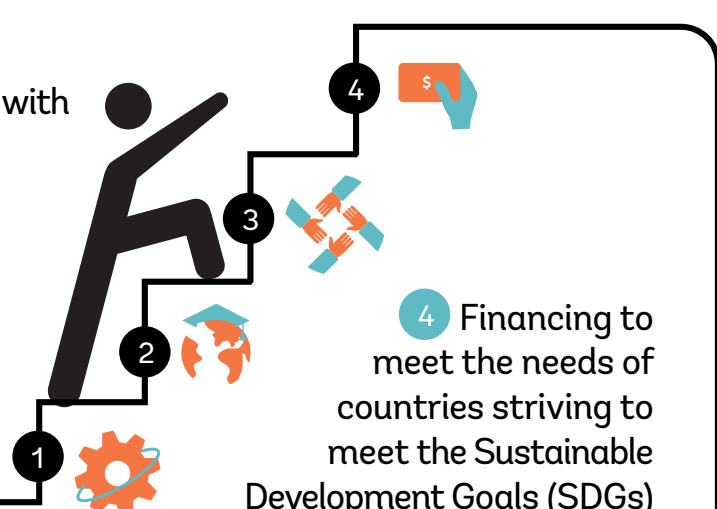 with
4
$
3
4 Financing to
meet the needs of
2
countries striving to
meet the Sustainable
1
Development Goals (SDGs)